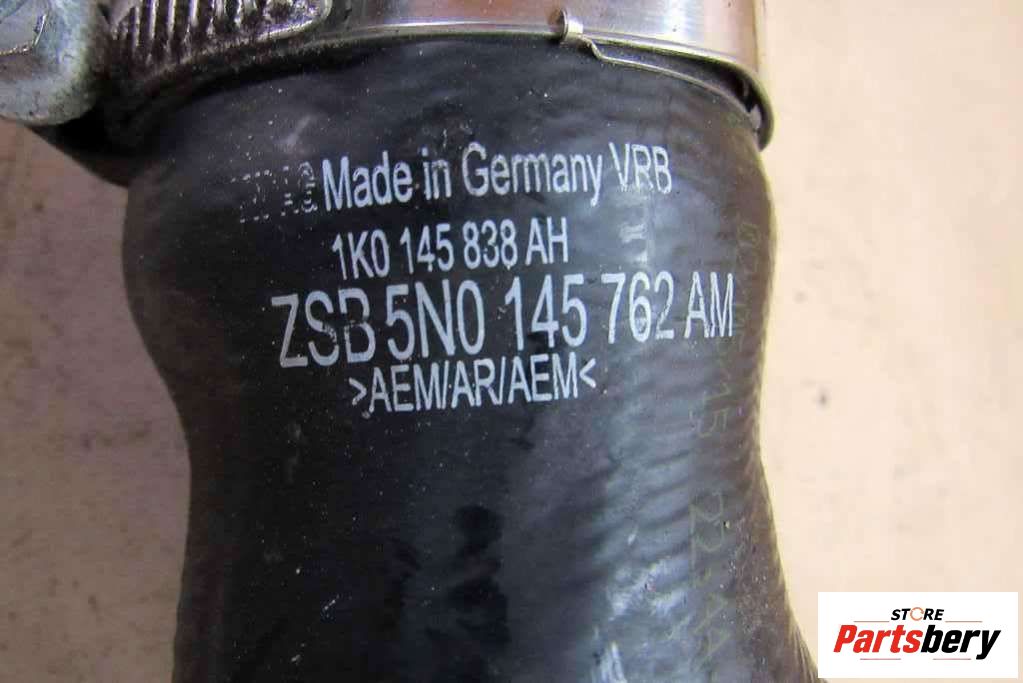 Made in Germany VRB
1K0 145 838 AH
ZSB 5N0 145 762 AM
>AEM/AR/AEM<
STORE
Partsbery